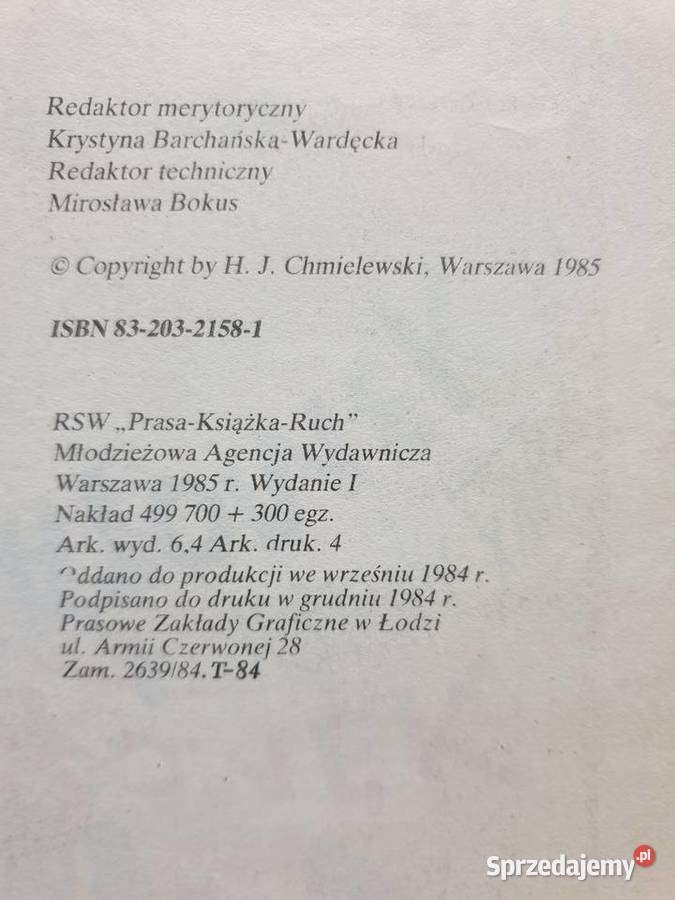 Redaktor merytoryczny
Krystyna Barchańska-Wardęcka
Redaktor techniczny
Mirosława Bokus
© Copyright by H. J. Chmielewski, Warszawa 1985
ISBN 83-203-2158-1
RSW „Prasa-Książka-Ruch”
Młodzieżowa Agencja Wydawnicza
Warszawa 1985 r. Wydanie I
Nakład 499 700 + 300 egz.
Ark. wyd. 6,4 Ark. druk. 4
Oddano do produkcji we wrześniu 1984 r.
Podpisano do druku w grudniu 1984 r.
Prasowe Zakłady Graficzne w Łodzi
ul. Armii Czerwonej 28
Zam. 2639/84. T-84
Sprzedajemy.pl